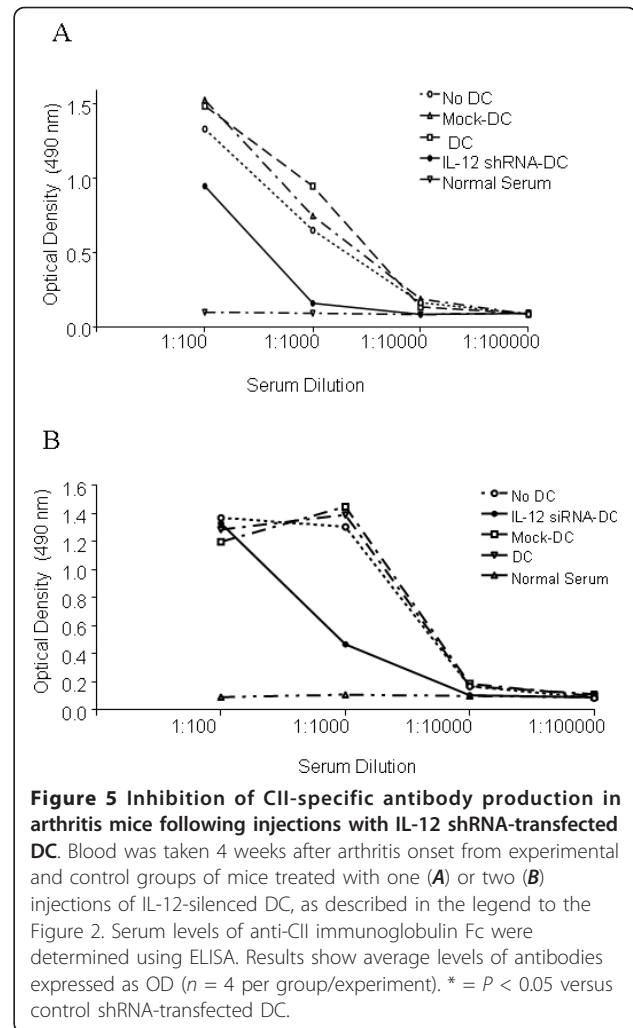 A
Optical Density (490 nm)
1.5
1.0
0.5
0.0
No DC
Mock-DC
DC
IL-12 shRNA-DC
Normal Serum
1:100 1:1000 1:10000 1:100000
Serum Dilution
B
Optical Density (490 nm)
1.6
1.4
1.2
1.0
0.8
0.6
0.4
0.2
0.0
No DC
IL-12 siRNA-DC
Mock-DC
DC
Normal Serum
1:100 1:1000 1:10000 1:100000
Serum Dilution
Figure 5 Inhibition of CII-specific antibody production in
arthritis mice following injections with IL-12 shRNA-transfected
DC. Blood was taken 4 weeks after arthritis onset from experimental
and control groups of mice treated with one (A) or two (B)
injections of IL-12-silenced DC, as described in the legend to the
Figure 2. Serum levels of anti-CII immunoglobulin Fc were
determined using ELISA. Results show average levels of antibodies
expressed as OD (n = 4 per group/experiment). * = P < 0.05 versus
control shRNA-transfected DC.